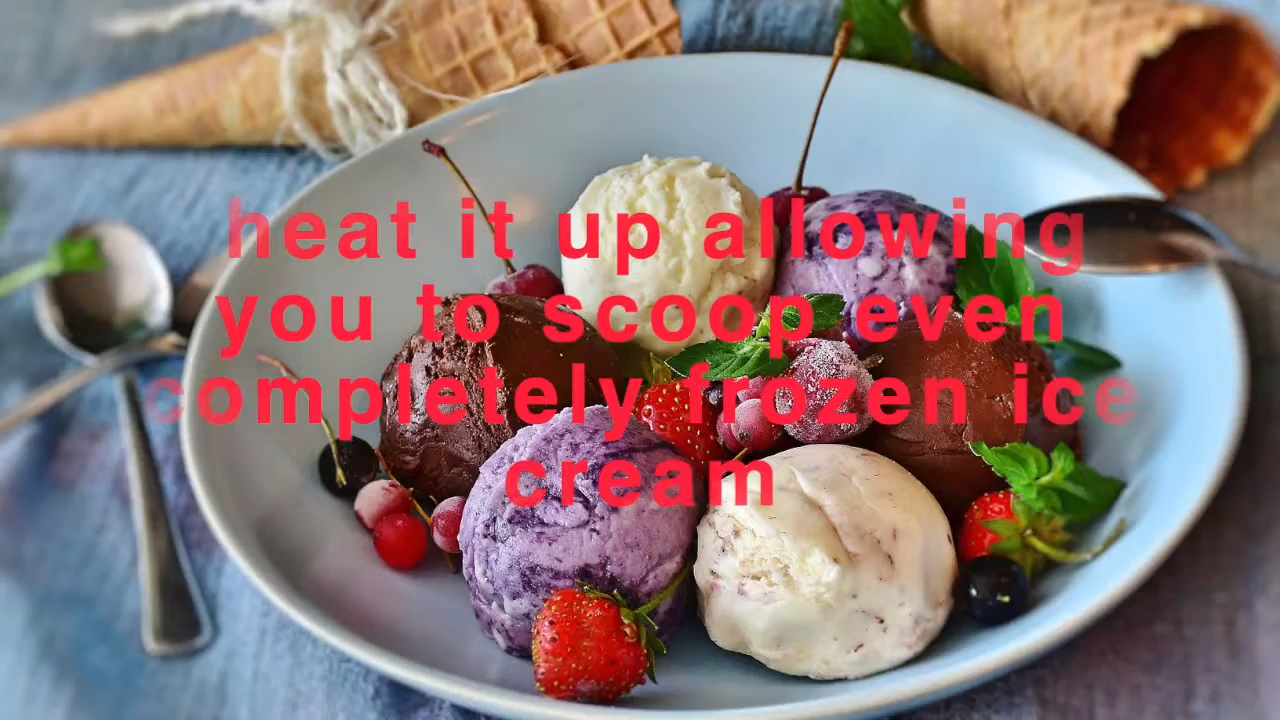 heat it up allowing
you to scoop even
completely frozen ice
cream